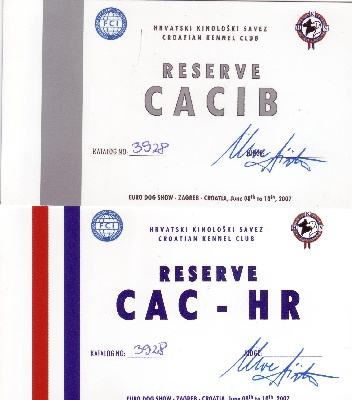 FCI
HRVATSKI KINOLOŠKI SAVEZ
CROATIAN KENNEL CLUB
RESERVE
CACIB
KATALOG NO: 3928
EURO DOG SHOW - ZAGREB - CROATIA, June 08th to 10th, 2007
FCI
HRVATSKI KINOLOŠKI SAVEZ
CROATIAN KENNEL CLUB
RESERVE
CAC - HR
KATALOG NO: 3928
EURO DOG SHOW - ZAGREB - CROATIA, June 08th to 10th, 2007